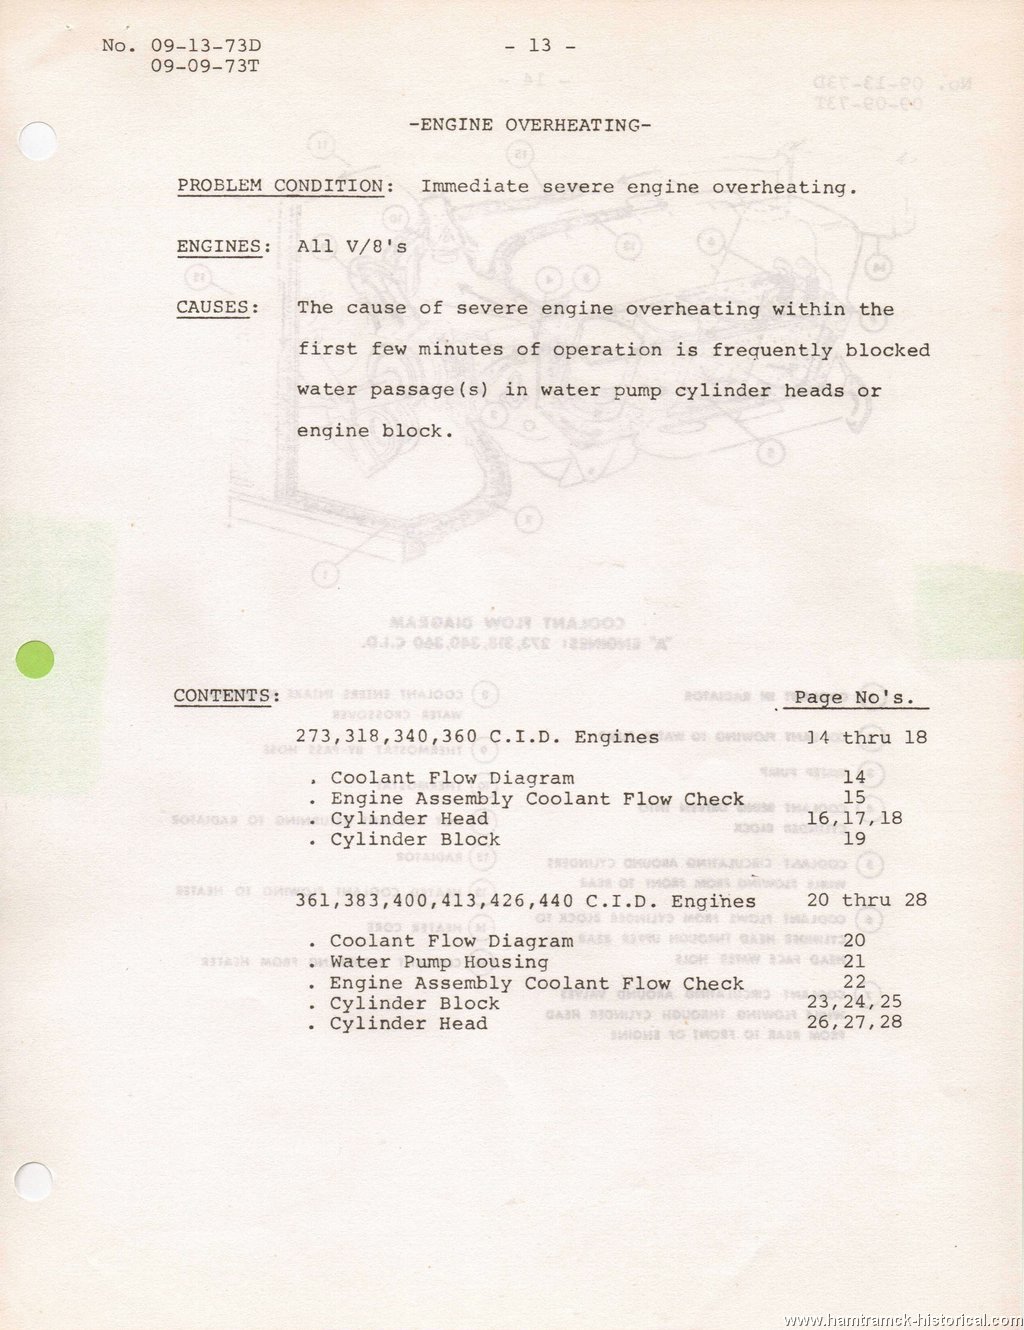 No. 09-13-73D
- 13 -
09-09-73T
-ENGINE OVERHEATING-
PROBLEM CONDITION: Immediate severe engine overheating.
ENGINES: All V/8's
CAUSES: The cause of severe engine overheating within the
first few minutes of operation is frequently blocked
water passage(s) in water pump cylinder heads or
engine block.
CONTENTS: Page No's.
273,318,340,360 C.I.D. Engines 14 thru 18
. Coolant Flow Diagram 14
. Engine Assembly Coolant Flow Check 15
. Cylinder Head 16,17,18
. Cylinder Block 19
361,383,400,413,426,440 C.I.D. Engines 20 thru 28
. Coolant Flow Diagram 20
. Water Pump Housing 21
. Engine Assembly Coolant Flow Check 22
. Cylinder Block 23,24,25
. Cylinder Head 26,27,28
www.hamtramck-historical.com